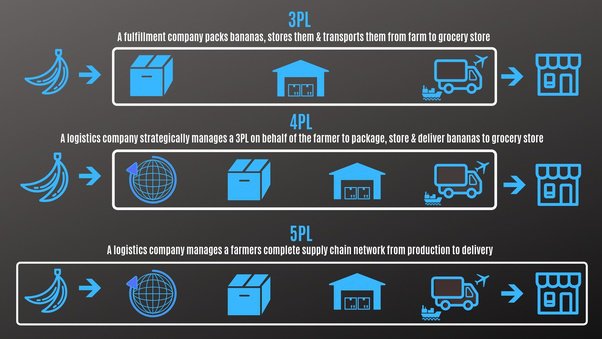 3PL
A fulfillment company packs bananas, stores them & transports them from farm to grocery store
4PL
A logistics company strategically manages a 3PL on behalf of the farmer to package, store & deliver bananas to grocery store
5PL
A logistics company manages a farmers complete supply chain network from production to delivery